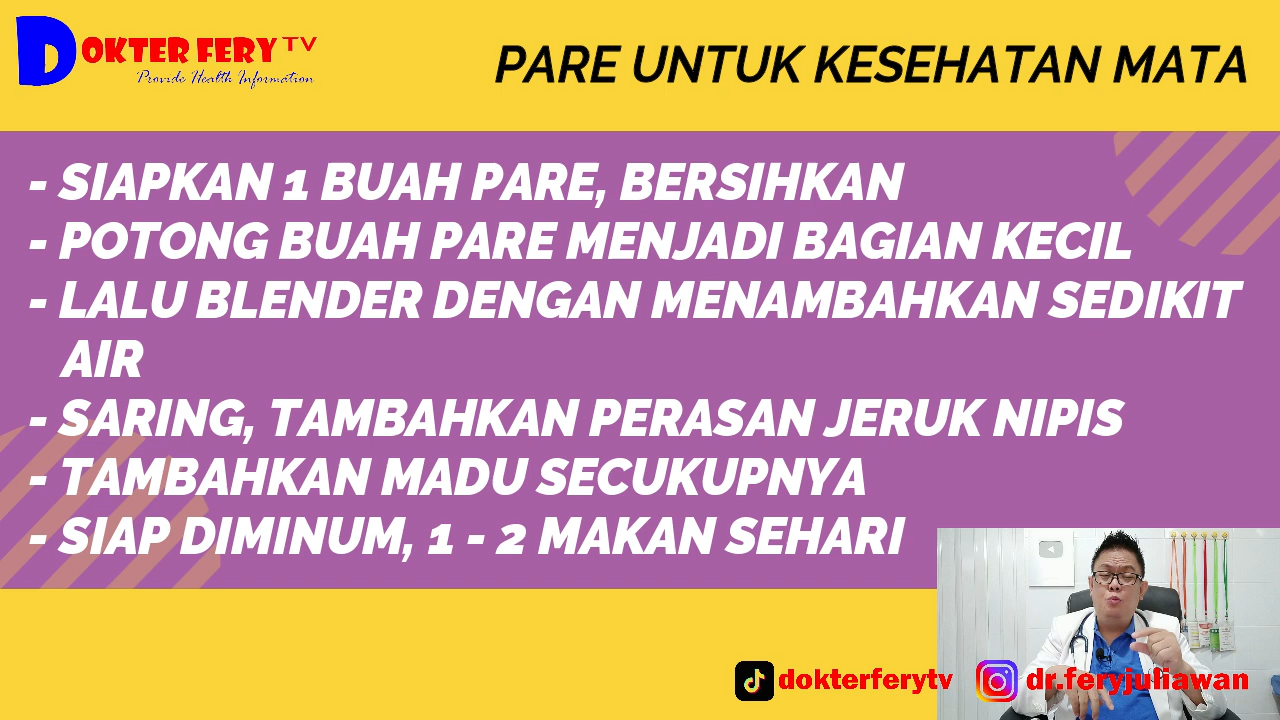 DOKTER FERY TV
Provide Health Information
PARE UNTUK KESEHATAN MATA
- SIAPKAN 1 BUAH PARE, BERSIHKAN
- POTONG BUAH PARE MENJADI BAGIAN KECIL
- LALU BLENDER DENGAN MENAMBAHKAN SEDIKIT
AIR
- SARING, TAMBAHKAN PERASAN JERUK NIPIS
- TAMBAHKAN MADU SECUKUPNYA
- SIAP DIMINUM, 1 - 2 MAKAN SEHARI
dokterferytv
dr.feryjuliawan